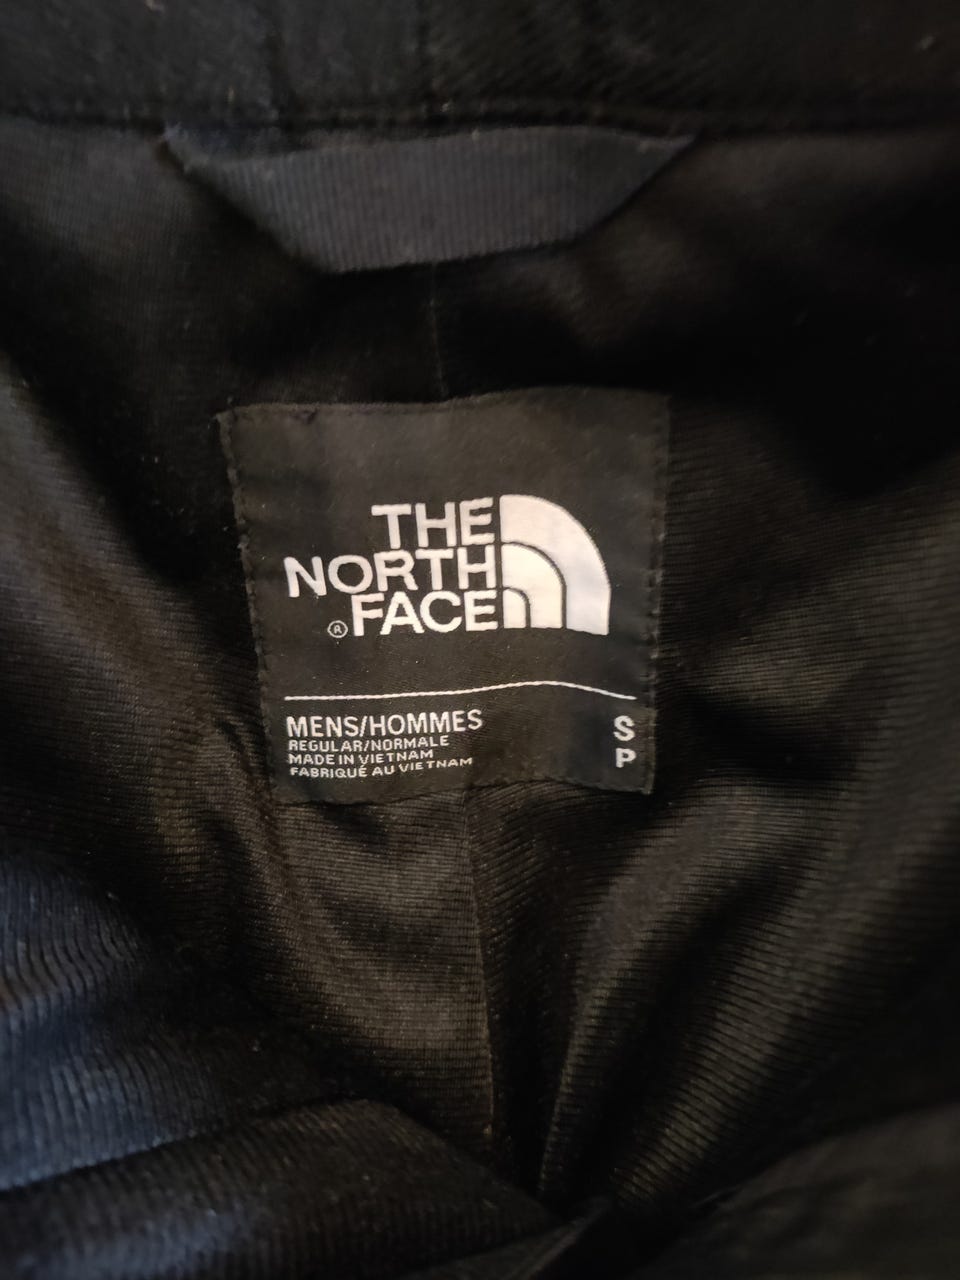 THE
NORTH
® FACE
MENS/HOMMES S
REGULAR/NORMALE
MADE IN VIETNAM P
FABRIQUÉ AU VIETNAM